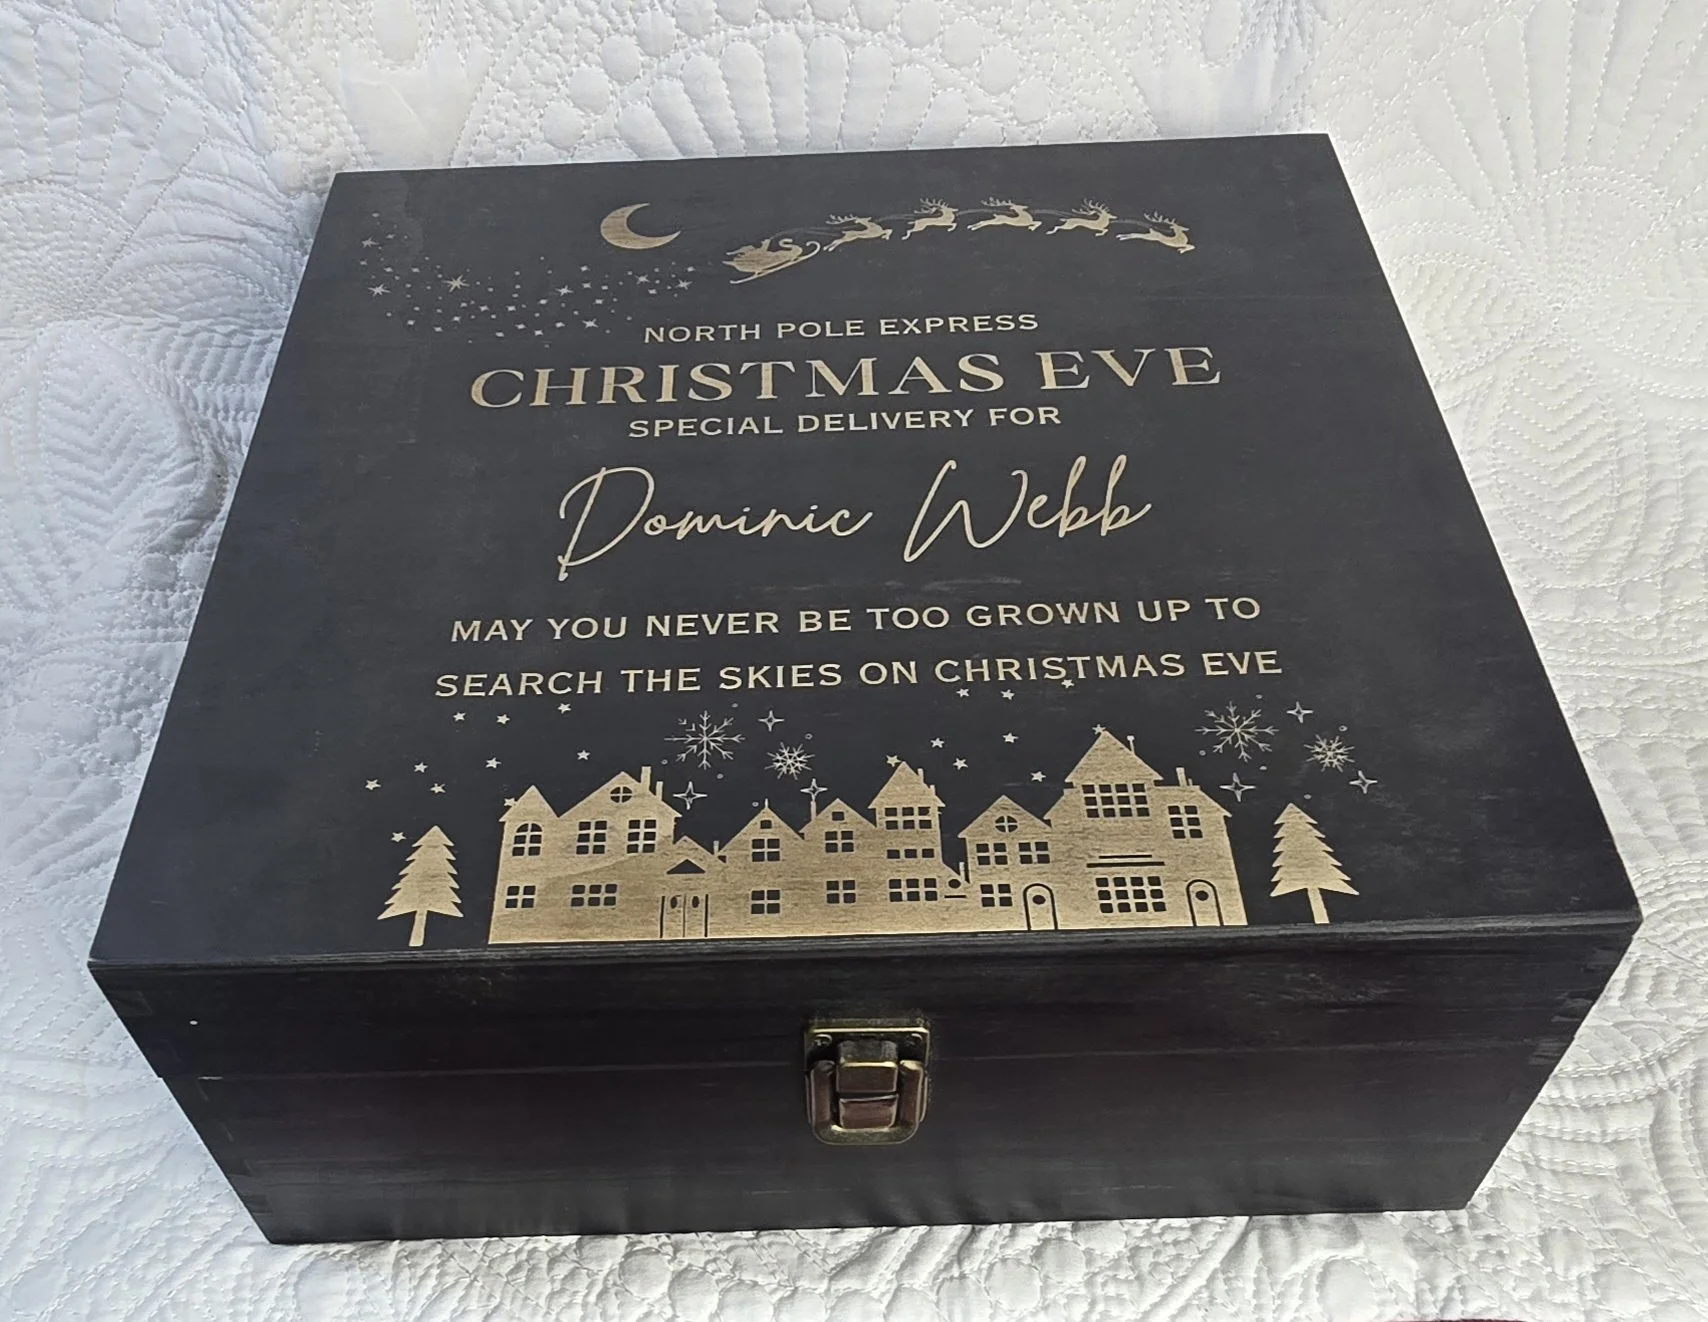 NORTH POLE EXPRESS
CHRISTMAS EVE
SPECIAL DELIVERY FOR
Dominic Webb
MAY YOU NEVER BE TOO GROWN UP TO
SEARCH THE SKIES ON CHRISTMAS EVE